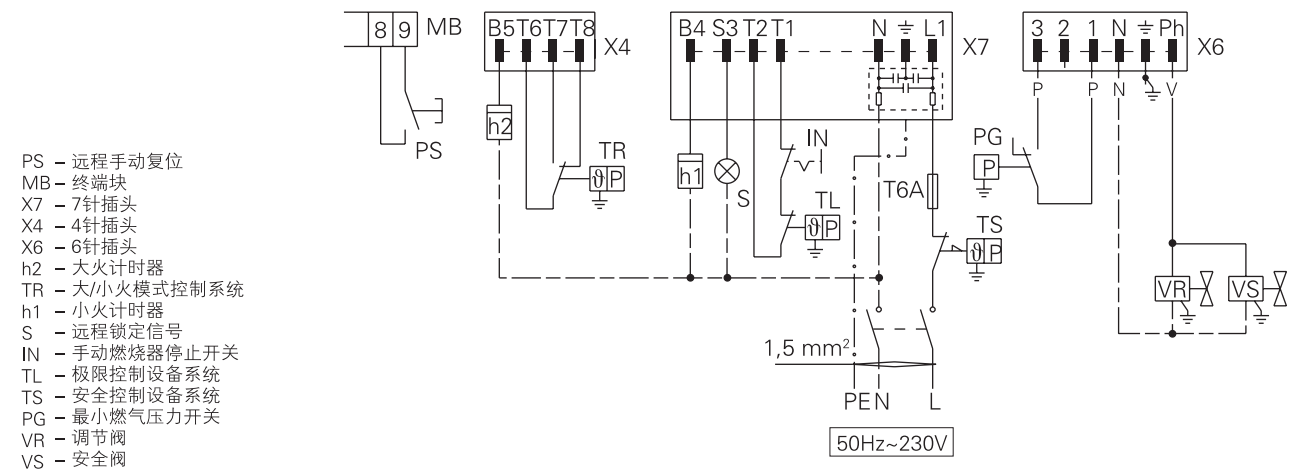 8 9 MB
B5 T6 T7 T8 X4
B4 S3 T2 T1 N L1 X7
3 2 1 N Ph X6
P P N V
h2
PS
TR
ϑ P
h1
S
IN
TL
ϑ P
T6A
TS
ϑ P
PG
P
VR VS
1,5 mm²
PE N L
50Hz~230V
PS – 远程手动复位
MB – 终端块
X7 – 7针插头
X4 – 4针插头
X6 – 6针插头
h2 – 大火计时器
TR – 大/小火模式控制系统
h1 – 小火计时器
S – 远程锁定信号
IN – 手动燃烧器停止开关
TL – 极限控制设备系统
TS – 安全控制设备系统
PG – 最小燃气压力开关
VR – 调节阀
VS – 安全阀